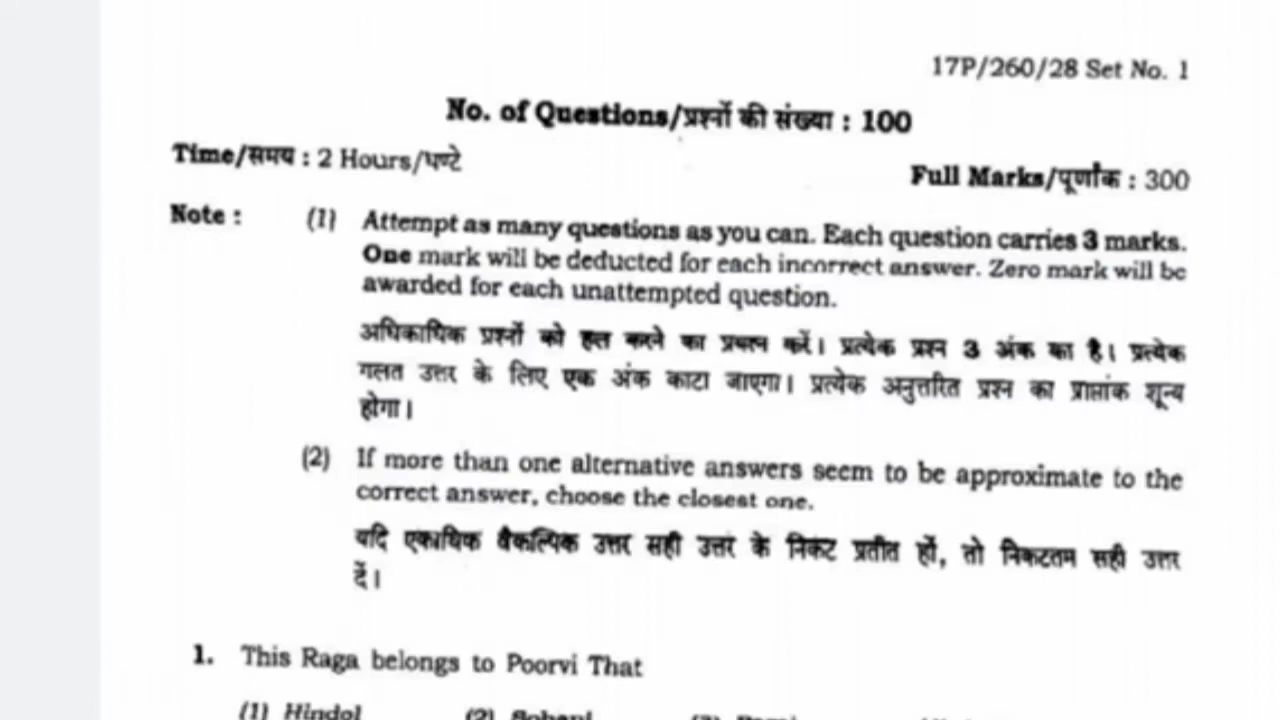 17P/260/28 Set No. 1
No. of Questions/प्रश्नों की संख्या : 100
Time/समय : 2 Hours/घण्टे
Full Marks/पूर्णांक : 300
Note : (1) Attempt as many questions as you can. Each question carries 3 marks.
One mark will be deducted for each incorrect answer. Zero mark will be
awarded for each unattempted question.
अधिकाधिक प्रश्नों को हल करने का प्रयत्न करें। प्रत्येक प्रश्न 3 अंक का है। प्रत्येक
गलत उत्तर के लिए एक अंक काटा जाएगा। प्रत्येक अनुत्तरित प्रश्न का प्राप्तांक शून्य
होगा।
(2) If more than one alternative answers seem to be approximate to the
correct answer, choose the closest one.
यदि एकाधिक वैकल्पिक उत्तर सही उत्तर के निकट प्रतीत हों, तो निकटतम सही उत्तर
दें।
1. This Raga belongs to Poorvi That
(1) Hindol (2) Sohani